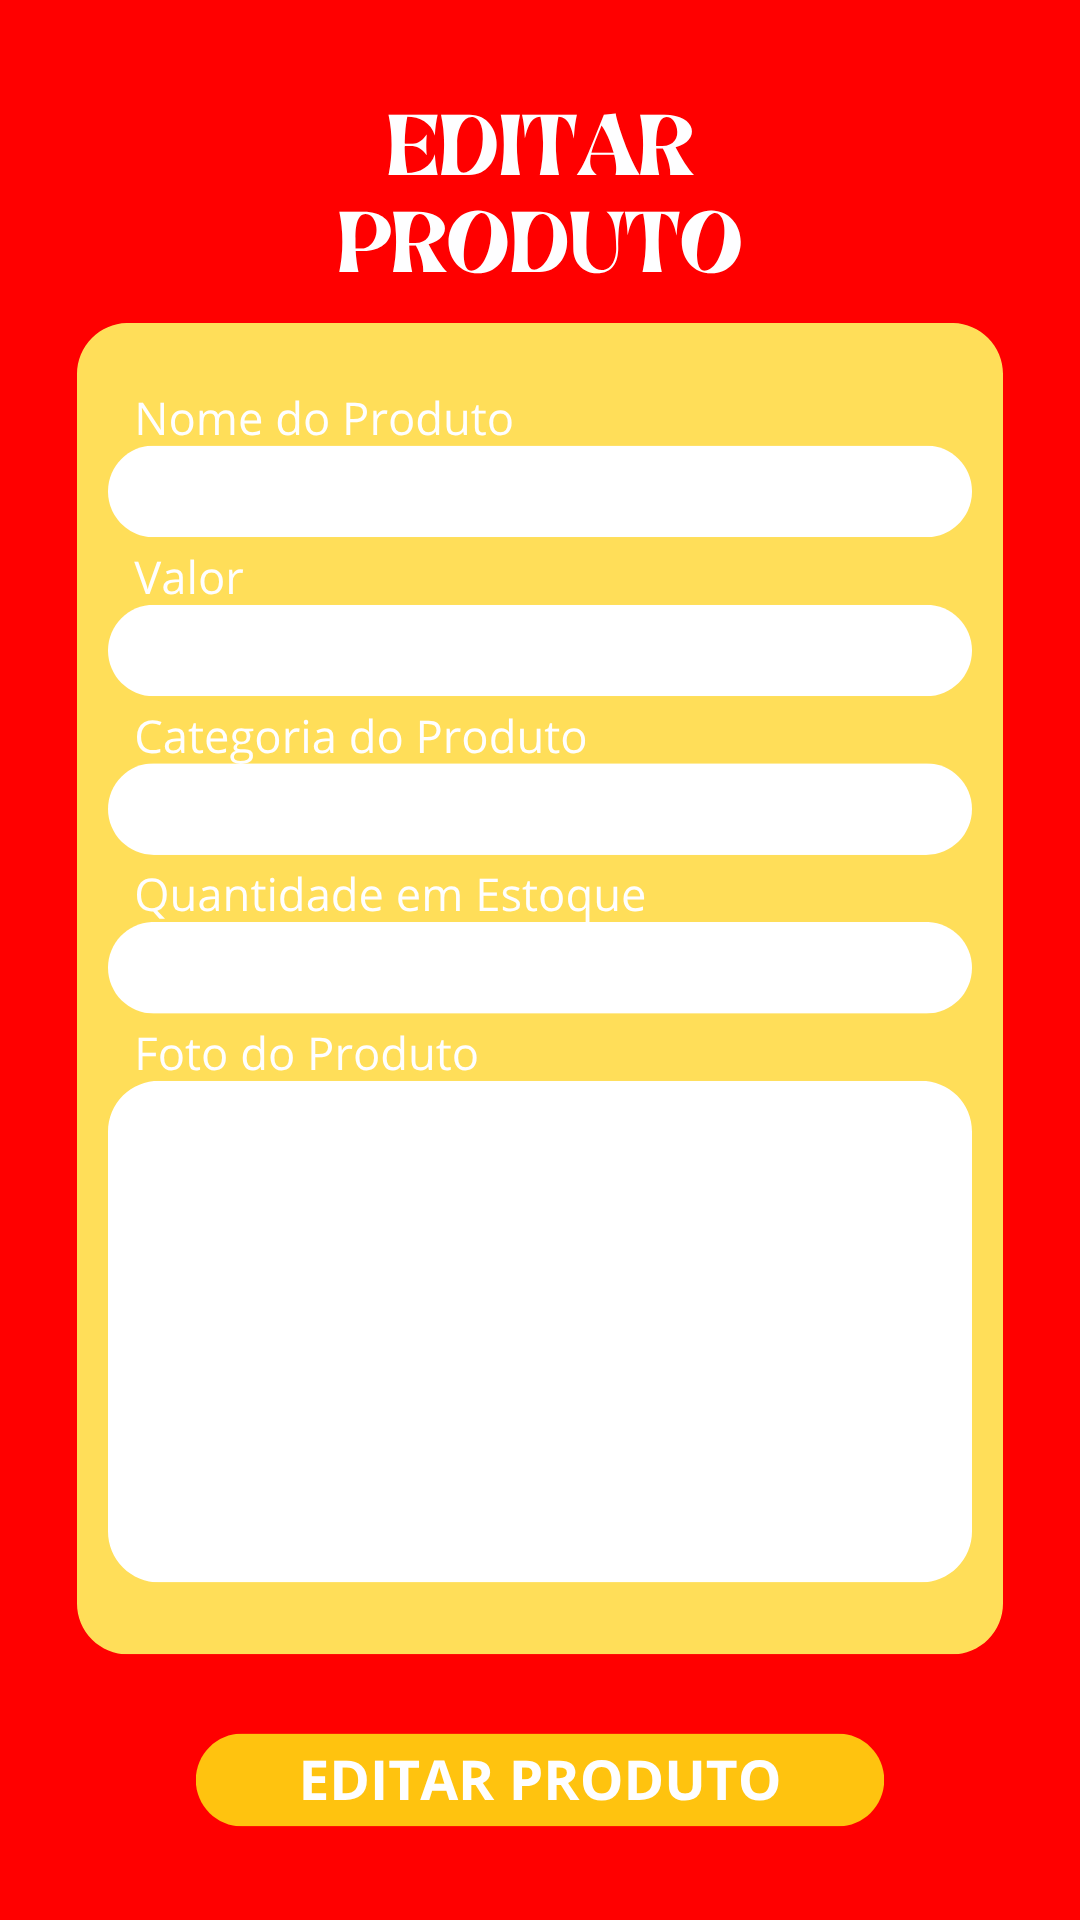 EDITAR
PRODUTO
Nome do Produto
Valor
Categoria do Produto
Quantidade em Estoque
Foto do Produto
EDITAR PRODUTO